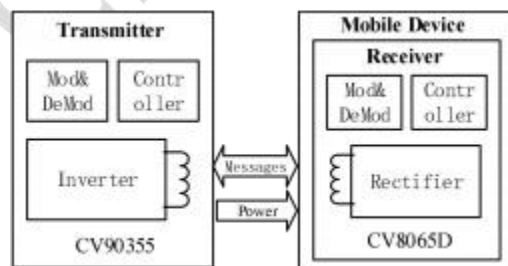 Transmitter
Mod&
DeMod
Contr
oller
Inverter
CV90355
Messages
Power
Mobile Device
Receiver
Mod&
DeMod
Contr
oller
Rectifier
CV8065D